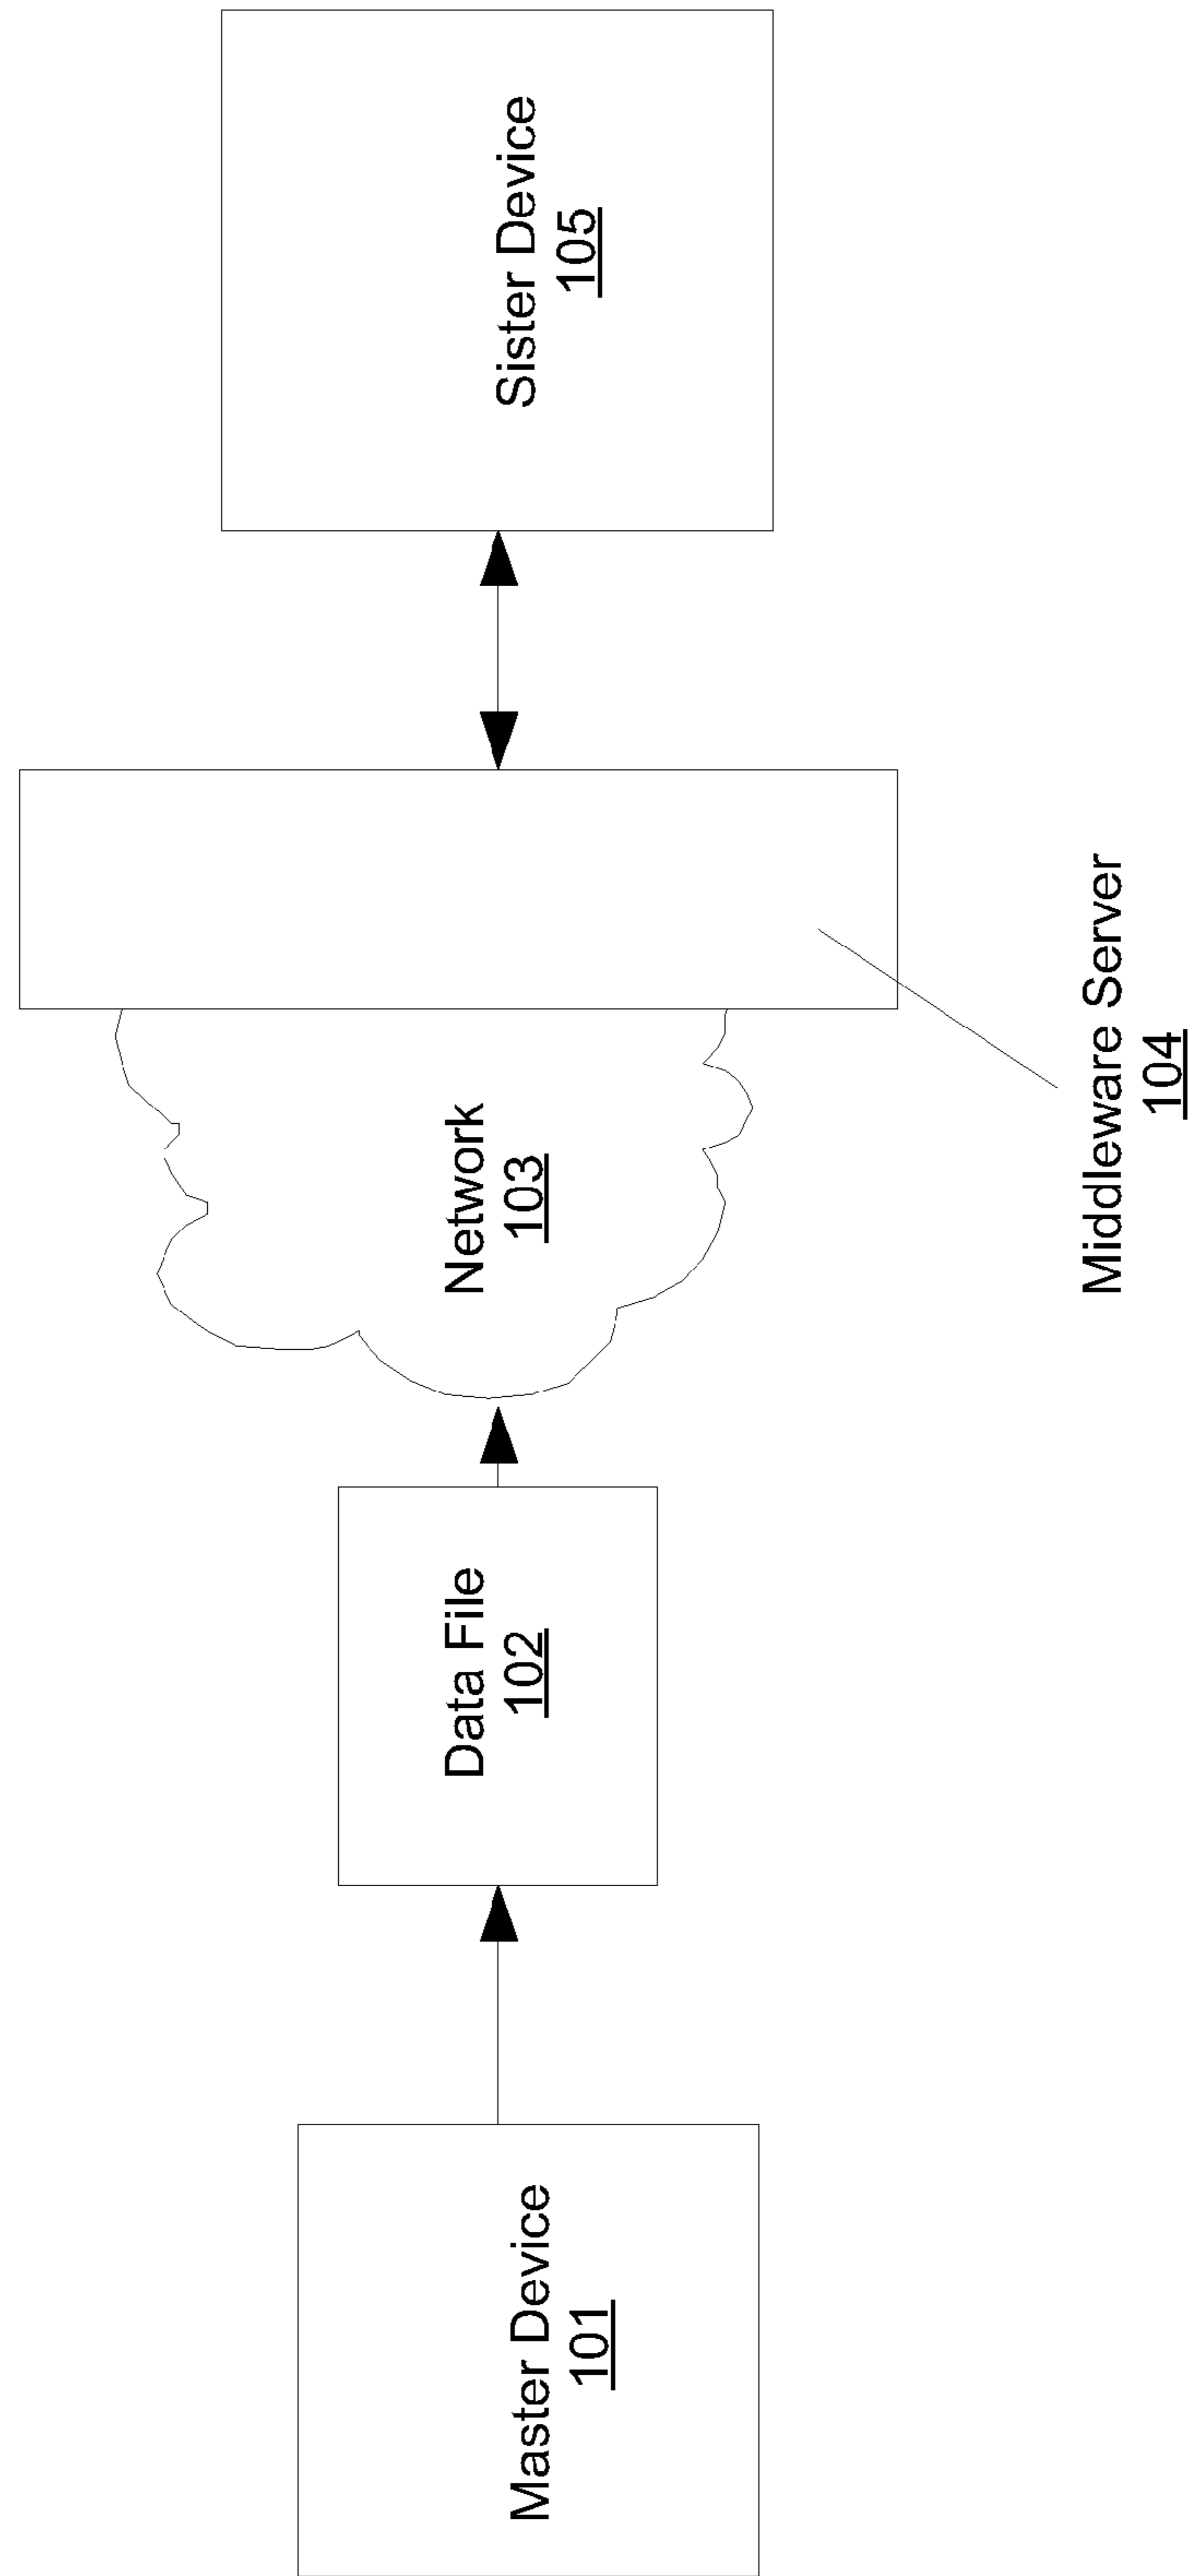 Master Device
101
Data File
102
Network
103
Middleware Server
104
Sister Device
105